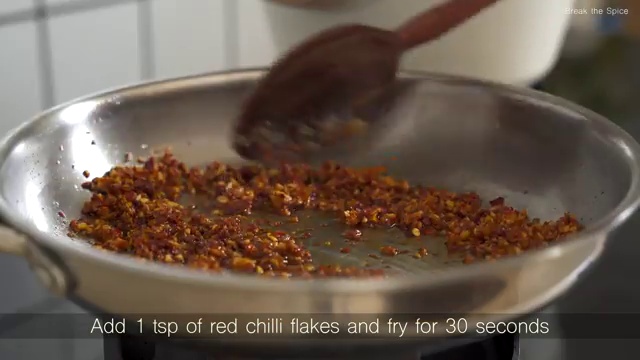 Break the Spice
Add 1 tsp of red chilli flakes and fry for 30 seconds